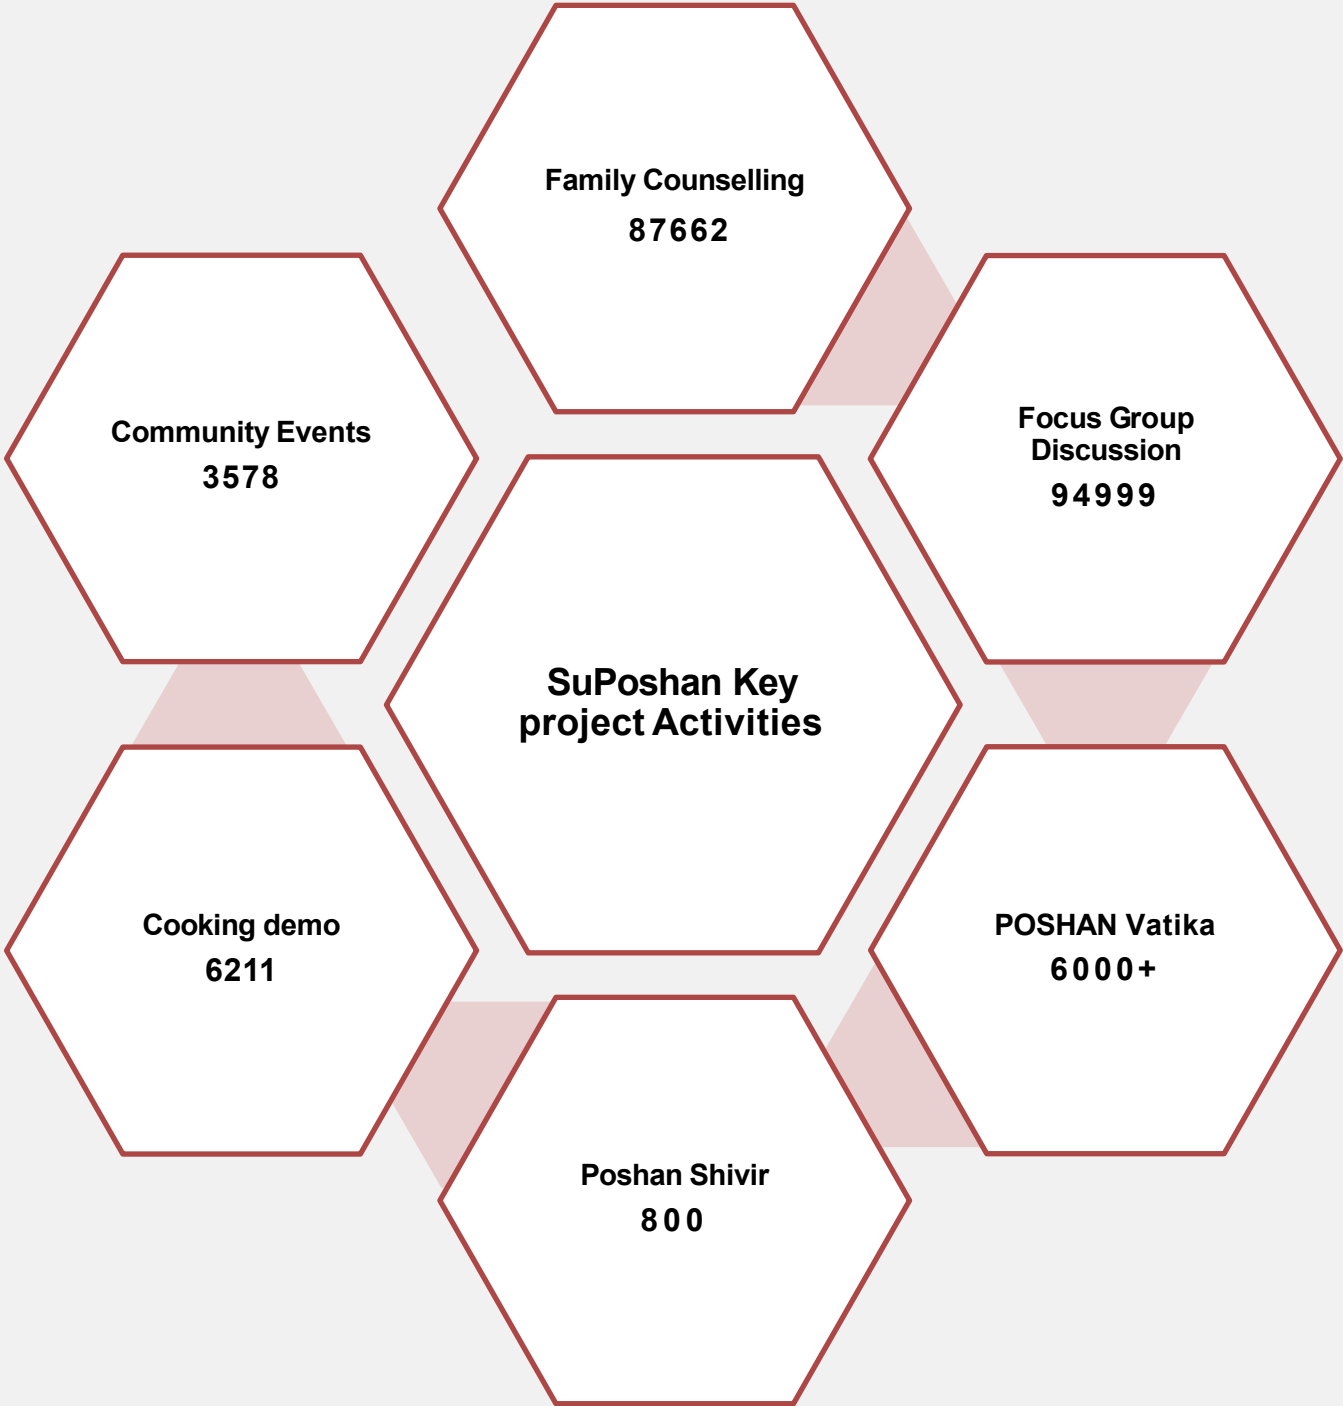 Family Counselling
87662
Focus Group
Discussion
94999
POSHAN Vatika
6000+
Poshan Shivir
800
Cooking demo
6211
Community Events
3578
SuPoshan Key
project Activities